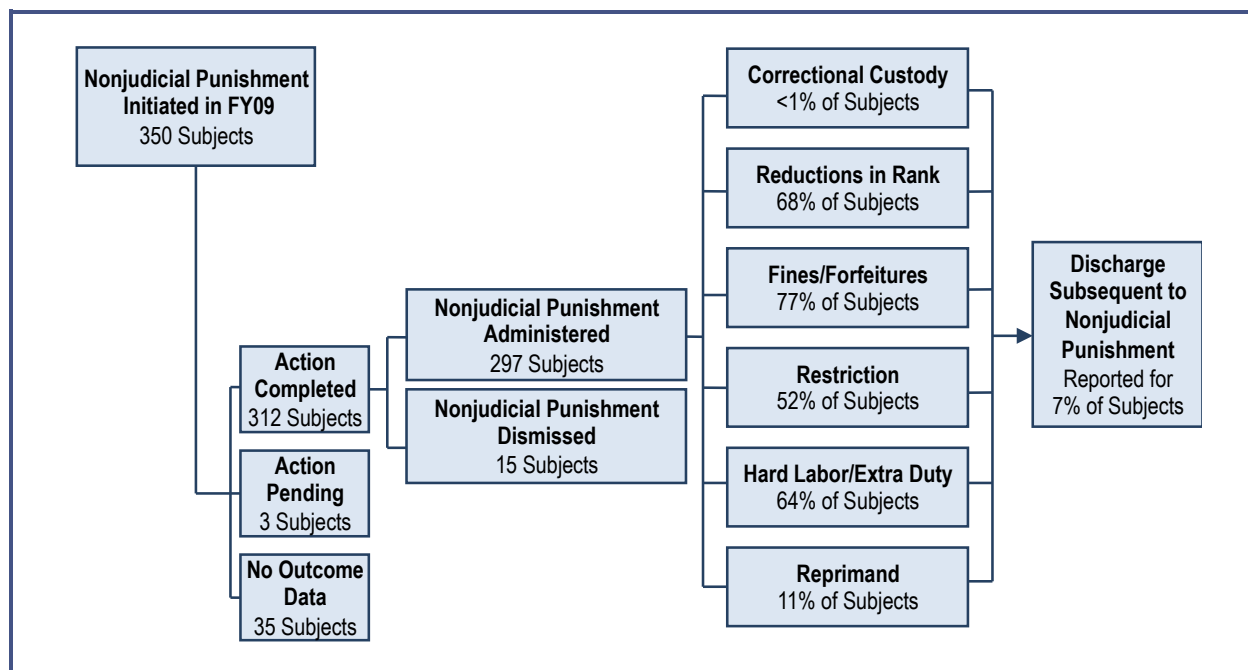 Nonjudicial Punishment
Initiated in FY09
350 Subjects
Action
Completed
312 Subjects
Action
Pending
3 Subjects
No Outcome
Data
35 Subjects
Nonjudicial Punishment
Administered
297 Subjects
Nonjudicial Punishment
Dismissed
15 Subjects
Correctional Custody
<1% of Subjects
Reductions in Rank
68% of Subjects
Fines/Forfeitures
77% of Subjects
Restriction
52% of Subjects
Hard Labor/Extra Duty
64% of Subjects
Reprimand
11% of Subjects
Discharge
Subsequent to
Nonjudicial
Punishment
Reported for
7% of Subjects